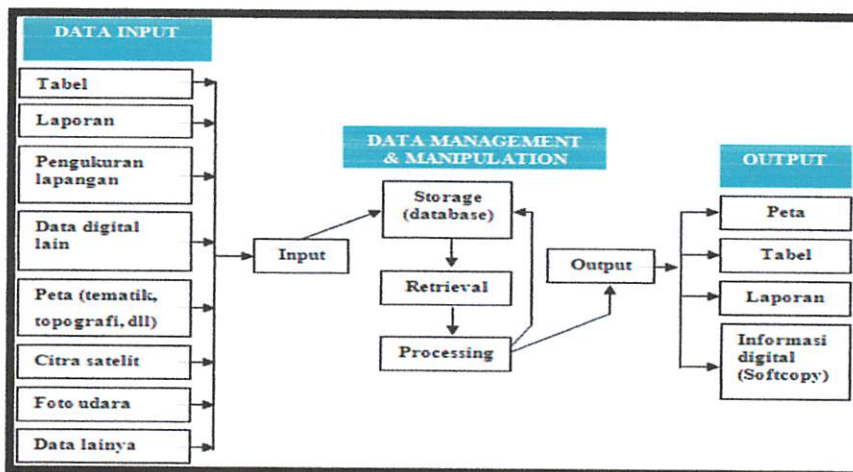 DATA INPUT
Tabel
Laporan
Pengukuran
lapangan
Data digital
lain
Peta (tematik,
topografi, dll)
Citra satelit
Foto udara
Data lainya
Input
DATA MANAGEMENT
& MANIPULATION
Storage
(database)
Retrieval
Processing
Output
OUTPUT
Peta
Tabel
Laporan
Informasi
digital
(Softcopy)